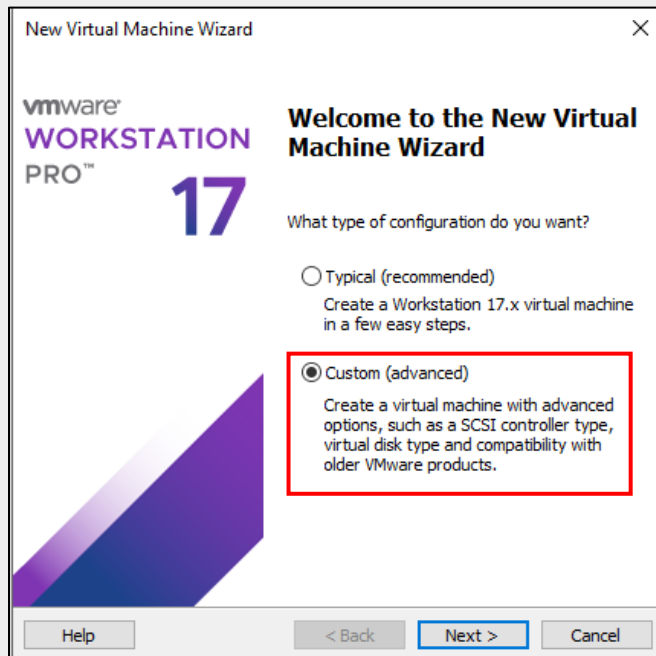 New Virtual Machine Wizard
vmware®
WORKSTATION
PRO™
17
Welcome to the New Virtual
Machine Wizard
What type of configuration do you want?
Typical (recommended)
Create a Workstation 17.x virtual machine
in a few easy steps.
Custom (advanced)
Create a virtual machine with advanced
options, such as a SCSI controller type,
virtual disk type and compatibility with
older VMware products.
Help
< Back
Next >
Cancel